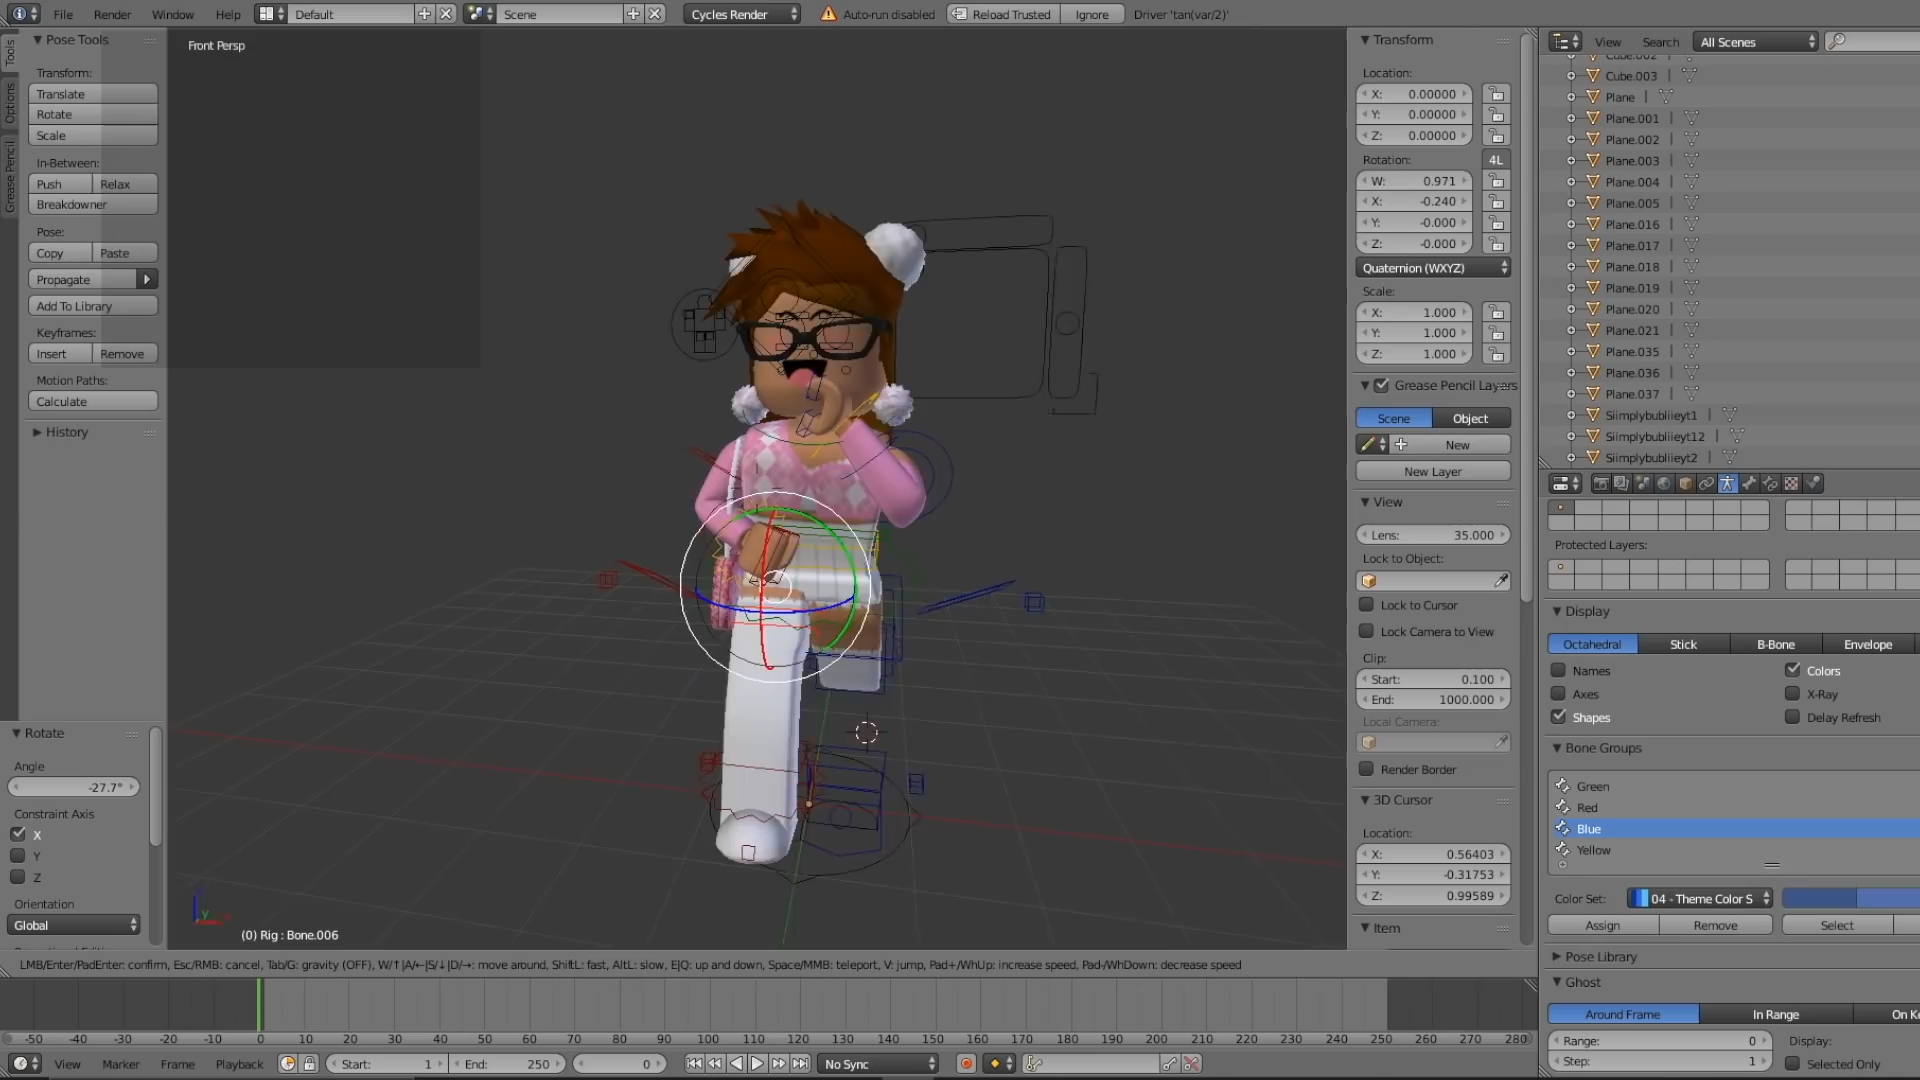 File Render Window Help Default Scene Cycles Render Auto-run disabled Reload Trusted Ignore Driver 'tan(var/2)'
Tools
Options
Grease Pencil
Pose Tools
Transform:
Translate
Rotate
Scale
In-Between:
Push Relax
Breakdowner
Pose:
Copy Paste
Propagate
Add To Library
Keyframes:
Insert Remove
Motion Paths:
Calculate
History
Rotate
Angle
-27.7°
Constraint Axis
X
Y
Z
Orientation
Global
Front Persp
(0) Rig : Bone.006
Transform
Location:
X: 0.00000
Y: 0.00000
Z: 0.00000
Rotation: 4L
W: 0.971
X: -0.240
Y: -0.000
Z: -0.000
Quaternion (WXYZ)
Scale:
X: 1.000
Y: 1.000
Z: 1.000
Grease Pencil Layers
Scene Object
New
New Layer
View
Lens: 35.000
Lock to Object:
Lock to Cursor
Lock Camera to View
Clip:
Start: 0.100
End: 1000.000
Local Camera:
Render Border
3D Cursor
Location:
X: 0.56403
Y: -0.31753
Z: 0.99589
Item
View Search All Scenes
Cube.002
Cube.003
Plane
Plane.001
Plane.002
Plane.003
Plane.004
Plane.005
Plane.016
Plane.017
Plane.018
Plane.019
Plane.020
Plane.021
Plane.035
Plane.036
Plane.037
Siimplybubliieyt1
Siimplybubliieyt12
Siimplybubliieyt2
Protected Layers:
Display
Octahedral Stick B-Bone Envelope
Names Colors
Axes X-Ray
Shapes Delay Refresh
Bone Groups
Green
Red
Blue
Yellow
Color Set: 04 - Theme Color S
Assign Remove Select
Pose Library
Ghost
Around Frame In Range On Ke
Range: 0 Display:
Step: 1 Selected Only
LMB/Enter/PadEnter: confirm, Esc/RMB: cancel, Tab/G: gravity (OFF), W/↑|A/←|S/↓|D/→: move around, ShiftL: fast, AltL: slow, E|Q: up and down, Space/MMB: teleport, V: jump, Pad+/WhUp: increase speed, Pad-/WhDown: decrease speed
-50 -40 -30 -20 -10 0 10 20 30 40 50 60 70 80 90 100 110 120 130 140 150 160 170 180 190 200 210 220 230 240 250 260 270 280
View Marker Frame Playback Start: 1 End: 250 0 No Sync